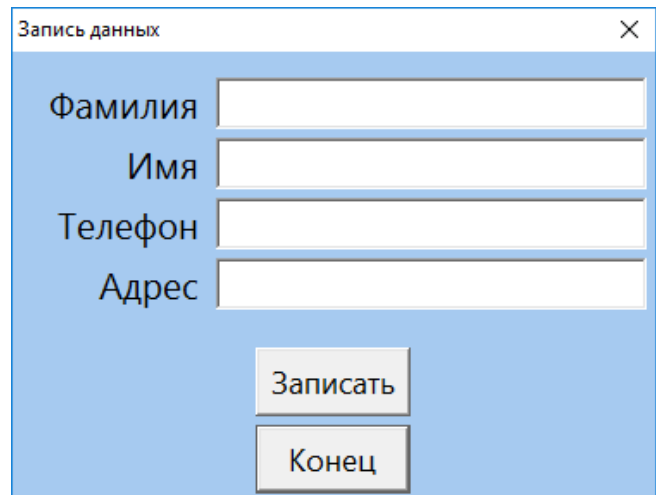 Запись данных
Фамилия
Имя
Телефон
Адрес
Записать
Конец